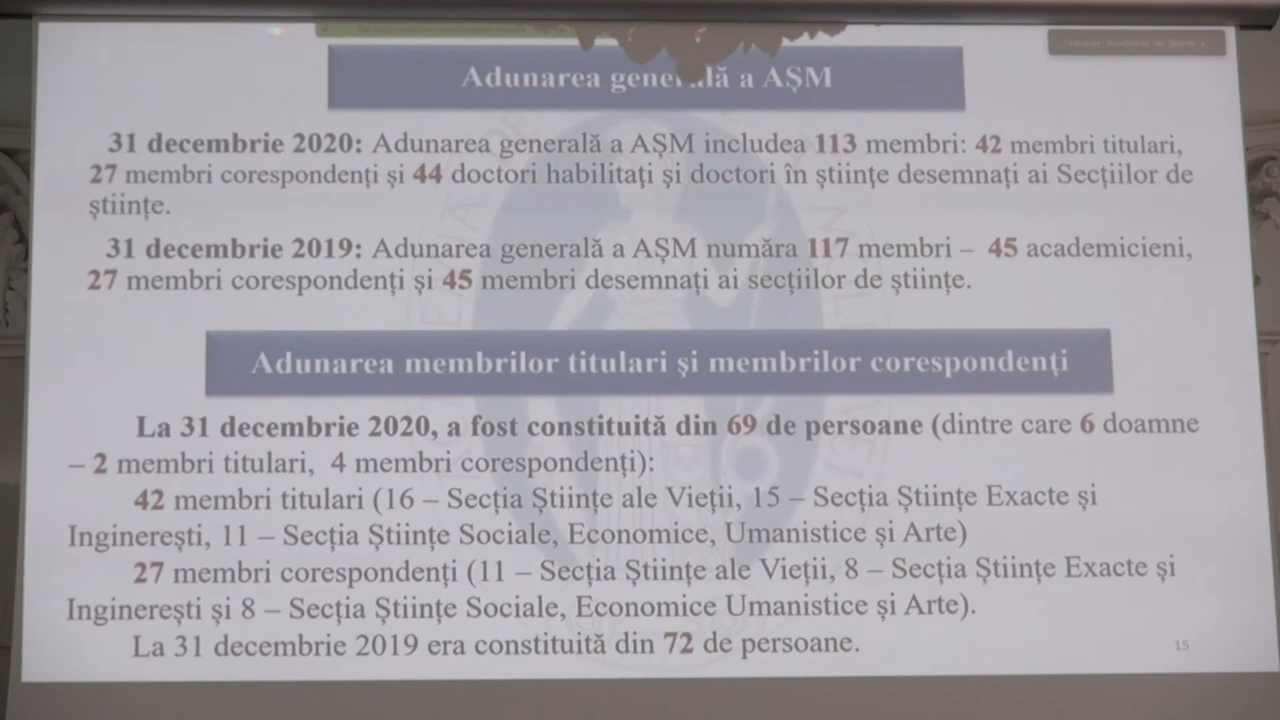 Adunarea generală a AȘM
31 decembrie 2020: Adunarea generală a AȘM includea 113 membri: 42 membri titulari,
27 membri corespondenți și 44 doctori habilitați și doctori în științe desemnați ai Secțiilor de
științe.
31 decembrie 2019: Adunarea generală a AȘM număra 117 membri – 45 academicieni,
27 membri corespondenți și 45 membri desemnați ai secțiilor de științe.
Adunarea membrilor titulari și membrilor corespondenți
La 31 decembrie 2020, a fost constituită din 69 de persoane (dintre care 6 doamne
– 2 membri titulari, 4 membri corespondenți):
42 membri titulari (16 – Secția Științe ale Vieții, 15 – Secția Științe Exacte și
Inginerești, 11 – Secția Științe Sociale, Economice, Umanistice și Arte)
27 membri corespondenți (11 – Secția Științe ale Vieții, 8 – Secția Științe Exacte și
Inginerești și 8 – Secția Științe Sociale, Economice Umanistice și Arte).
La 31 decembrie 2019 era constituită din 72 de persoane.
15